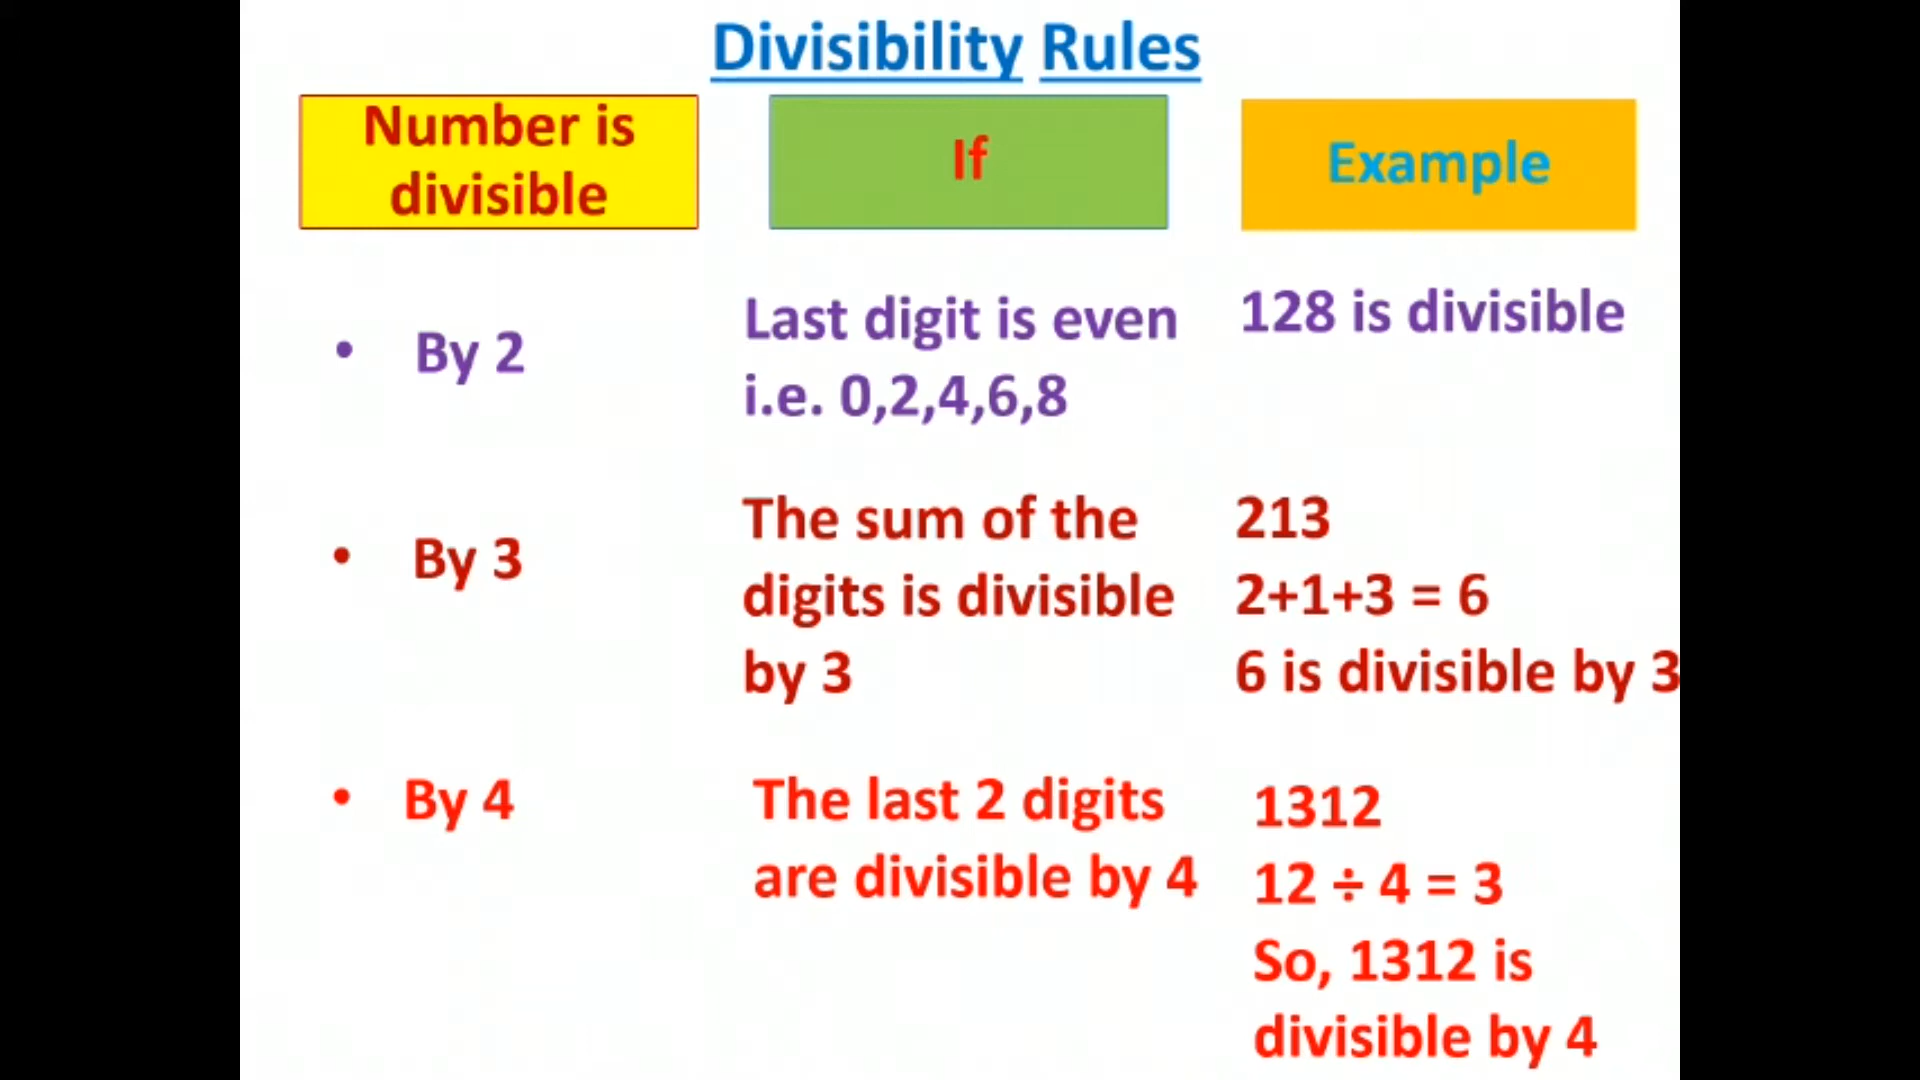 Divisibility Rules
Number is
divisible
If
Example
• By 2
Last digit is even
i.e. 0,2,4,6,8
128 is divisible
• By 3
The sum of the
digits is divisible
by 3
213
2+1+3 = 6
6 is divisible by 3
• By 4
The last 2 digits
are divisible by 4
1312
12 ÷ 4 = 3
So, 1312 is
divisible by 4